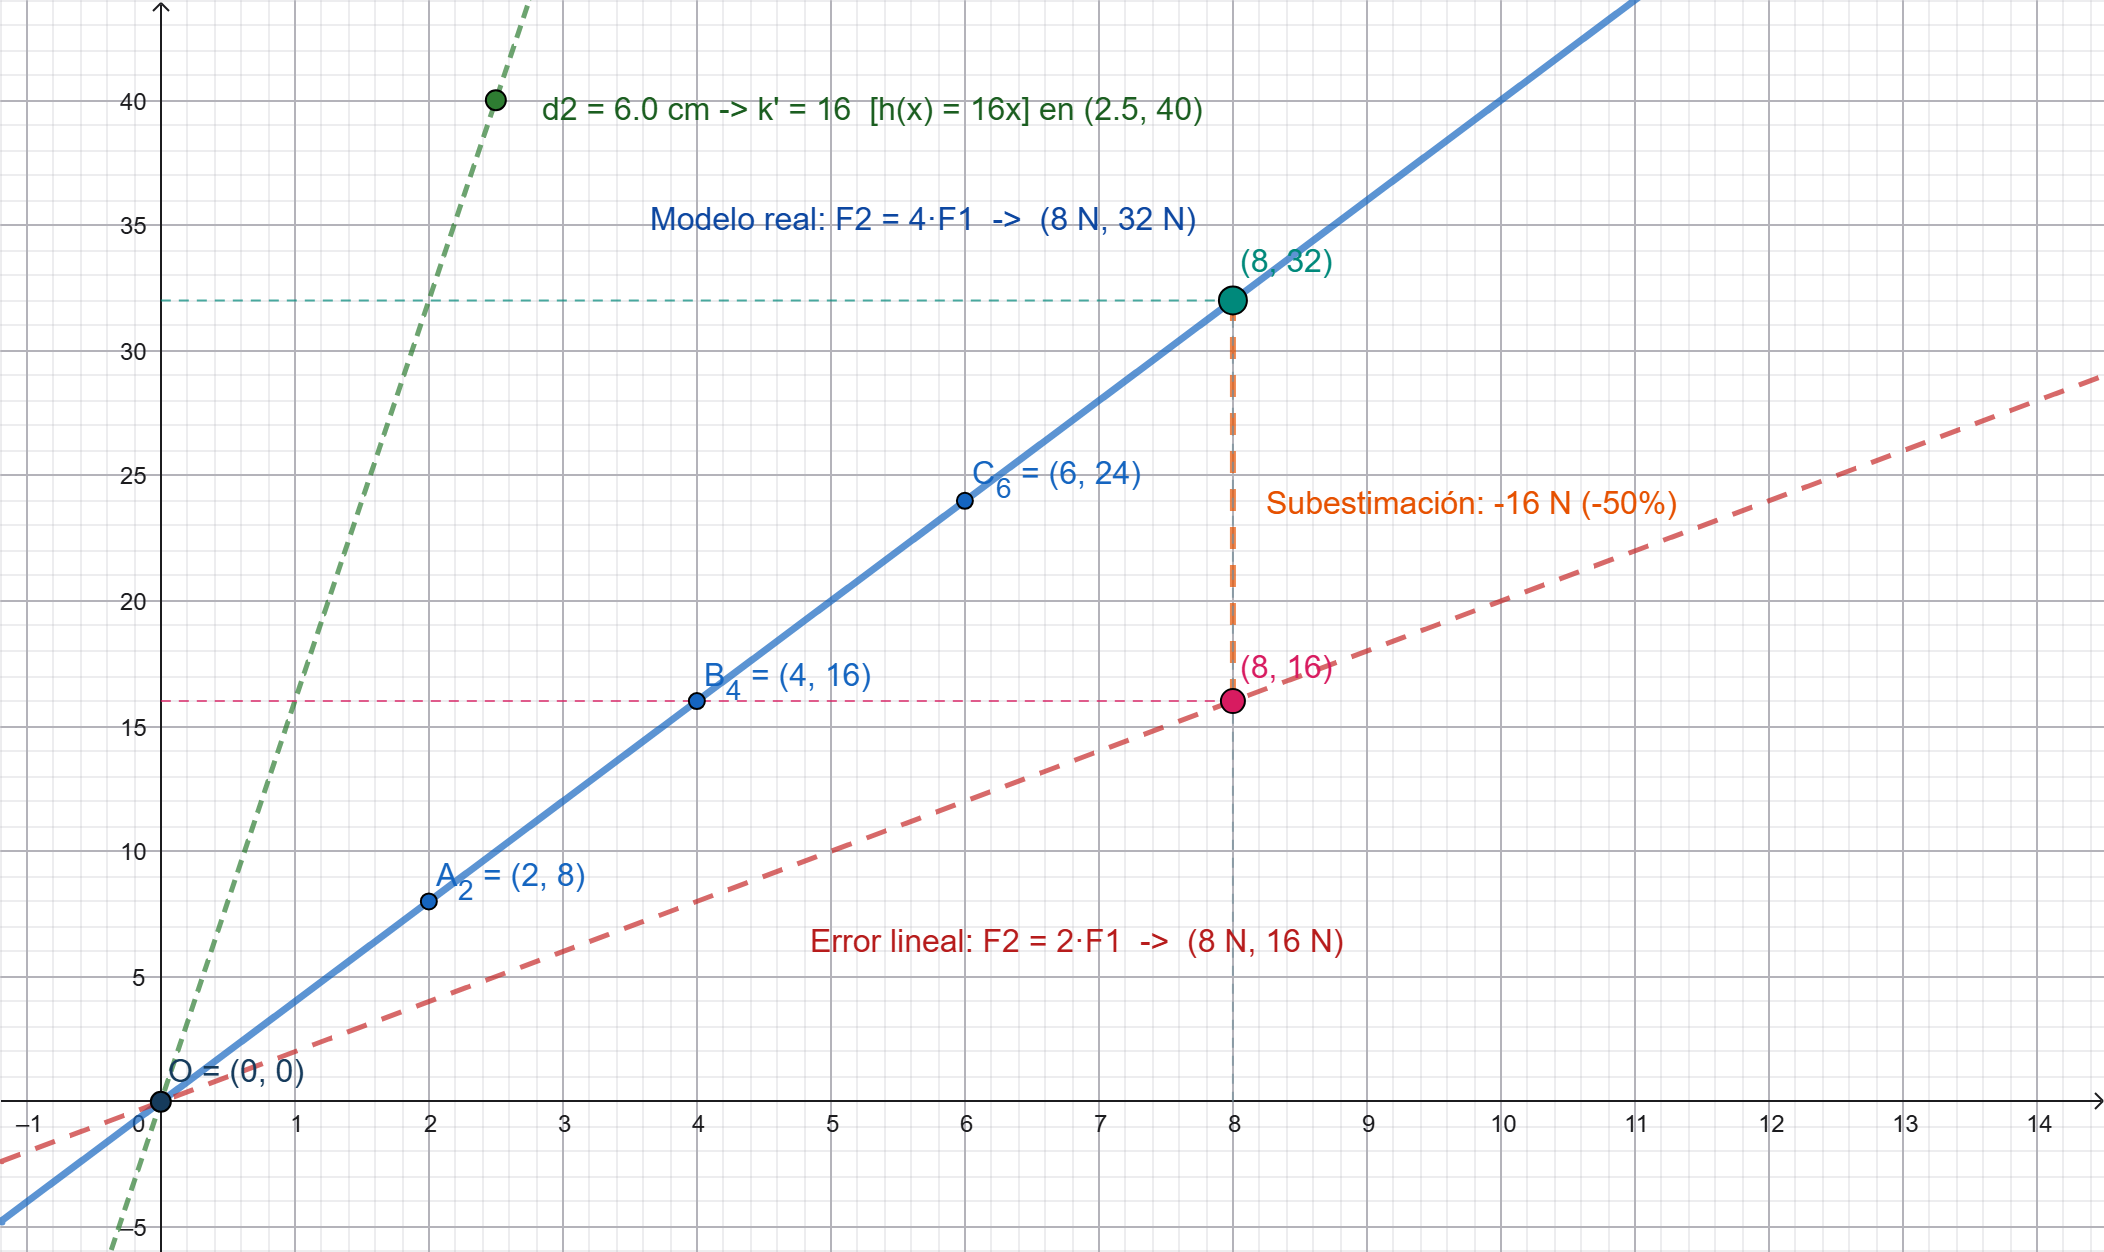 40
d2 = 6.0 cm -> k' = 16 [h(x) = 16x] en (2.5, 40)
35
Modelo real: F2 = 4·F1 -> (8 N, 32 N)
(8, 32)
30
25
C6 = (6, 24)
Subestimación: -16 N (-50%)
20
B4 = (4, 16)
(8, 16)
15
10
A2 = (2, 8)
Error lineal: F2 = 2·F1 -> (8 N, 16 N)
5
O = (0, 0)
–1 0 1 2 3 4 5 6 7 8 9 10 11 12 13 14
–5